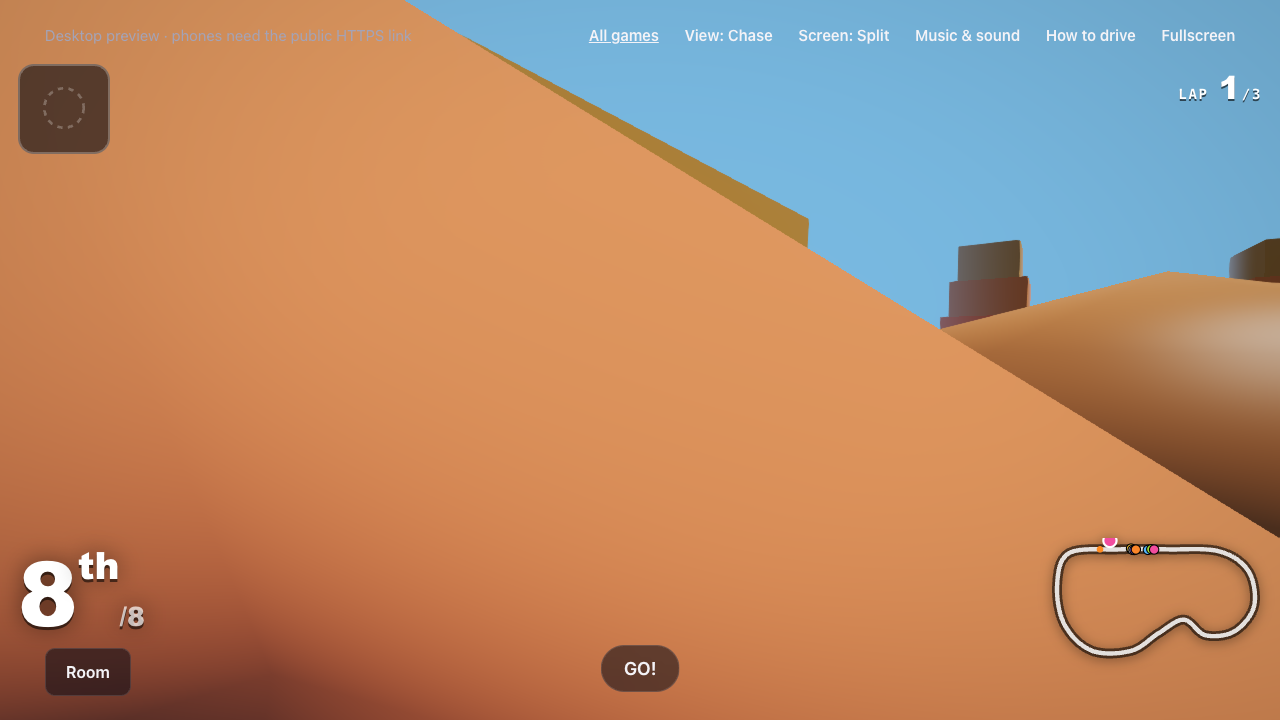 Desktop preview · phones need the public HTTPS link
All games View: Chase Screen: Split Music & sound How to drive Fullscreen
LAP 1/3
8th/8
Room
GO!